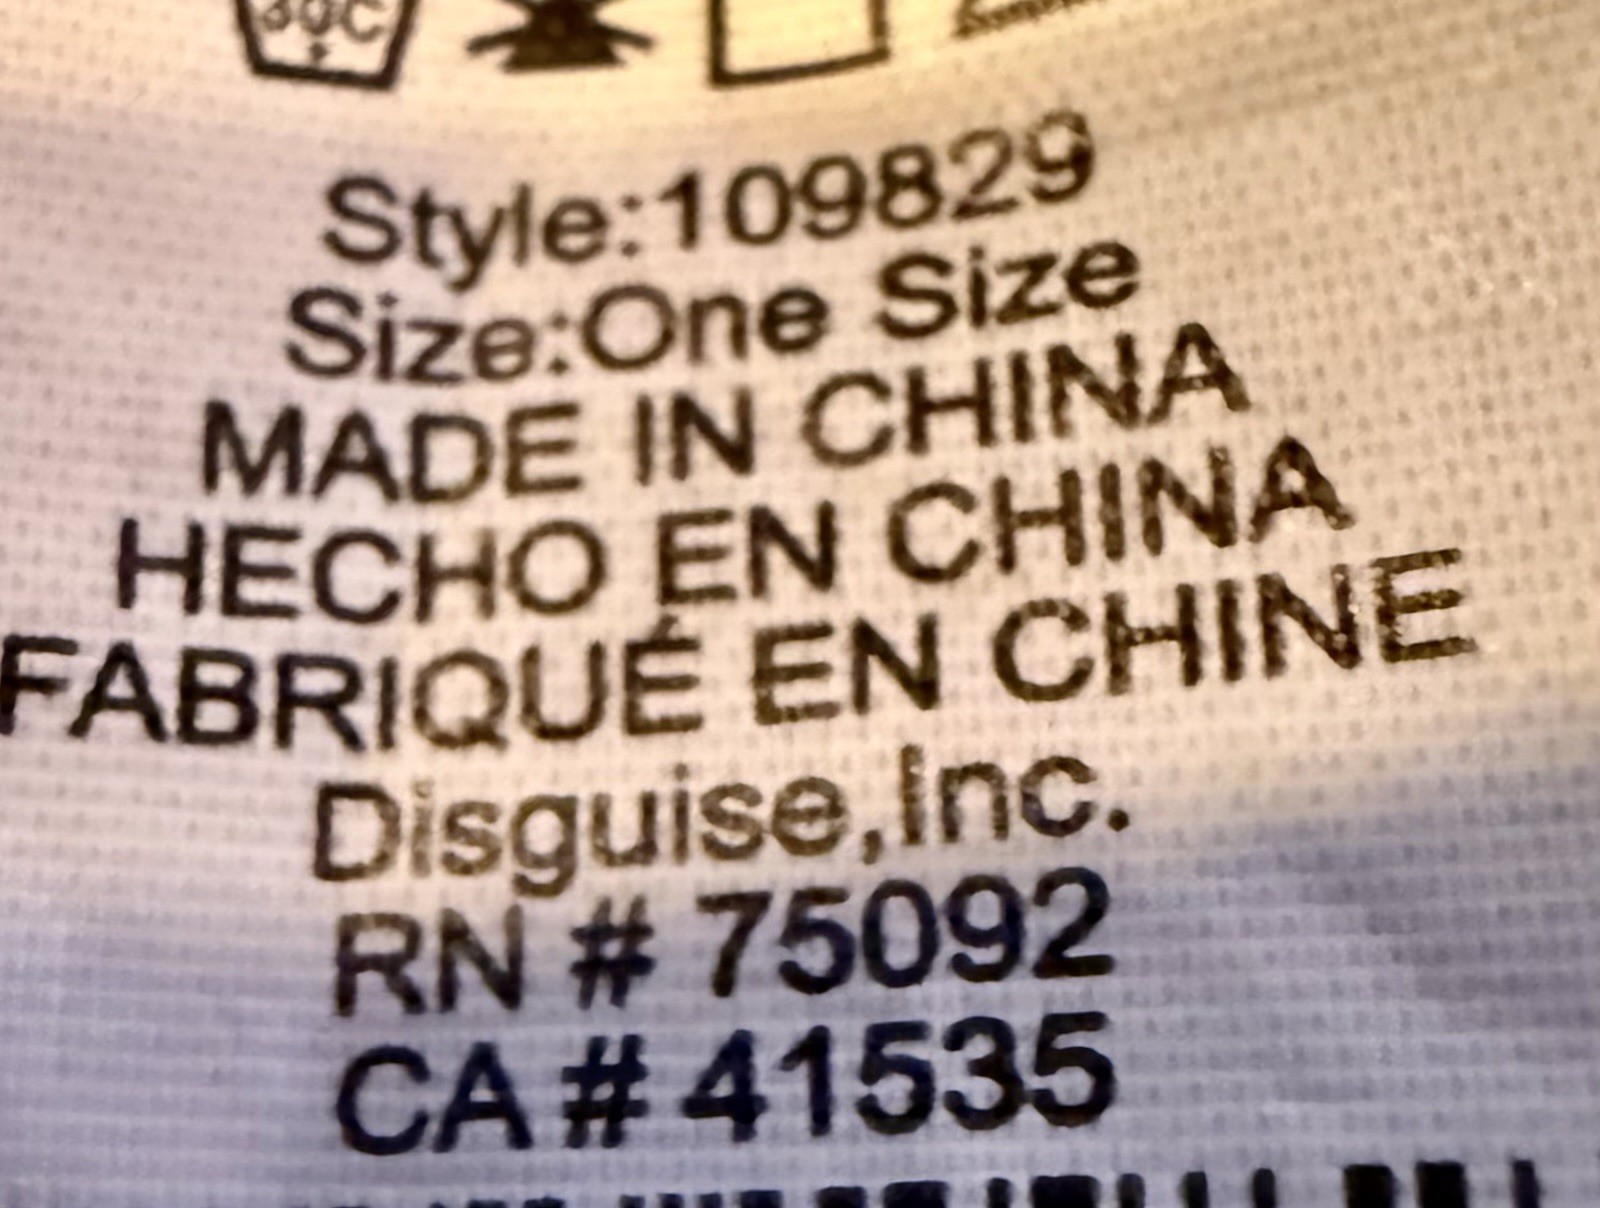 30C
Style:109829
Size:One Size
MADE IN CHINA
HECHO EN CHINA
FABRIQUÉ EN CHINE
Disguise,Inc.
RN # 75092
CA # 41535